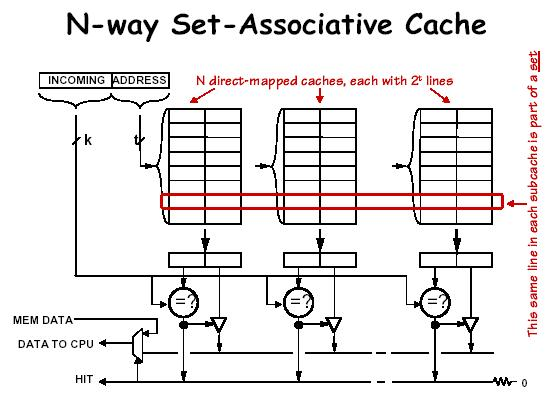 N-way Set-Associative Cache
INCOMING ADDRESS
N direct-mapped caches, each with 2ᵗ lines
k
t
This same line in each subcache is part of a set
=?
=?
=?
MEM DATA
DATA TO CPU
HIT
0